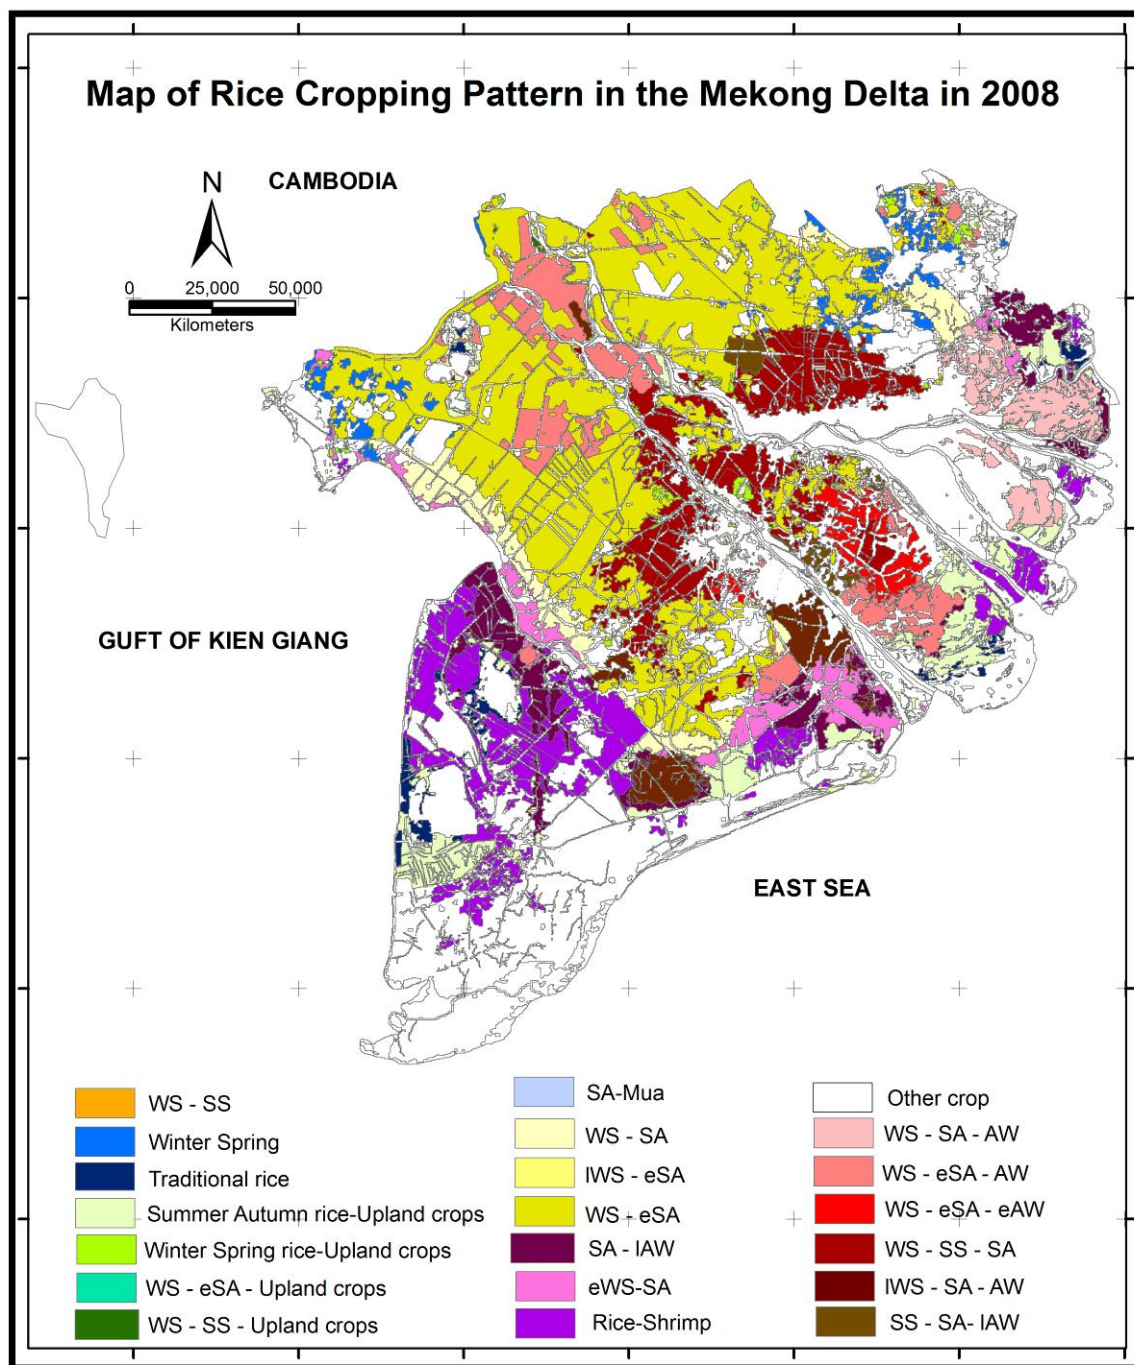 Map of Rice Cropping Pattern in the Mekong Delta in 2008
N
CAMBODIA
0 25,000 50,000
Kilometers
GUFT OF KIEN GIANG
EAST SEA
WS - SS
Winter Spring
Traditional rice
Summer Autumn rice-Upland crops
Winter Spring rice-Upland crops
WS - eSA - Upland crops
WS - SS - Upland crops
SA-Mua
WS - SA
lWS - eSA
WS - eSA
SA - lAW
eWS-SA
Rice-Shrimp
Other crop
WS - SA - AW
WS - eSA - AW
WS - eSA - eAW
WS - SS - SA
lWS - SA - AW
SS - SA- lAW